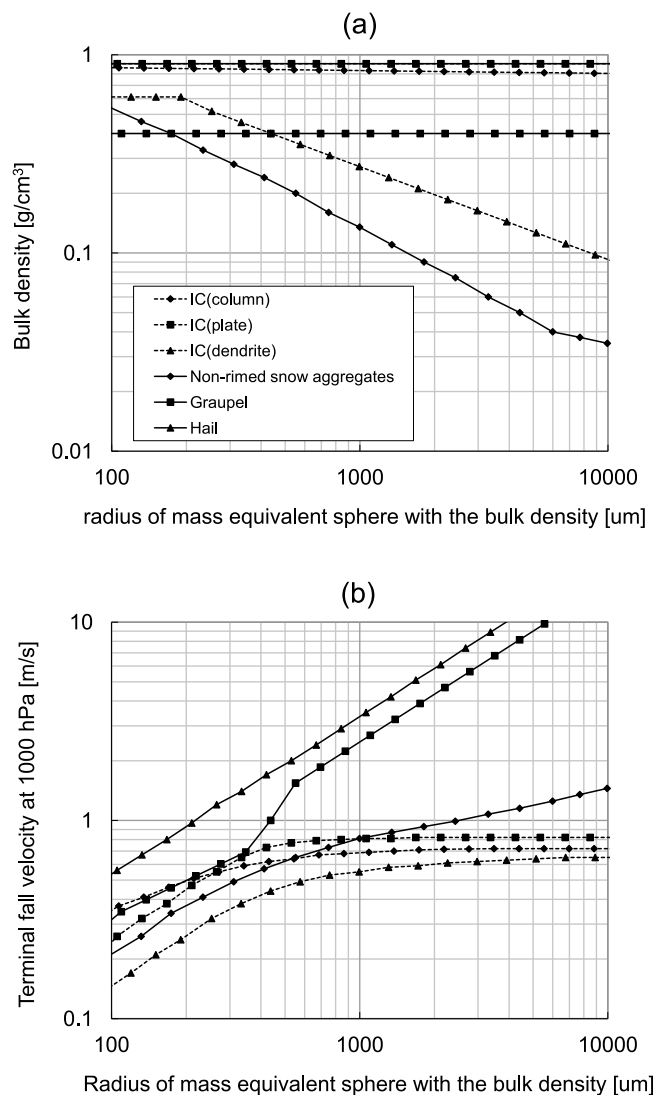 (a)
1
0.1
0.01
Bulk density [g/cm³]
IC(column)
IC(plate)
IC(dendrite)
Non-rimed snow aggregates
Graupel
Hail
100
1000
10000
radius of mass equivalent sphere with the bulk density [um]
(b)
10
1
0.1
Terminal fall velocity at 1000 hPa [m/s]
100
1000
10000
Radius of mass equivalent sphere with the bulk density [um]